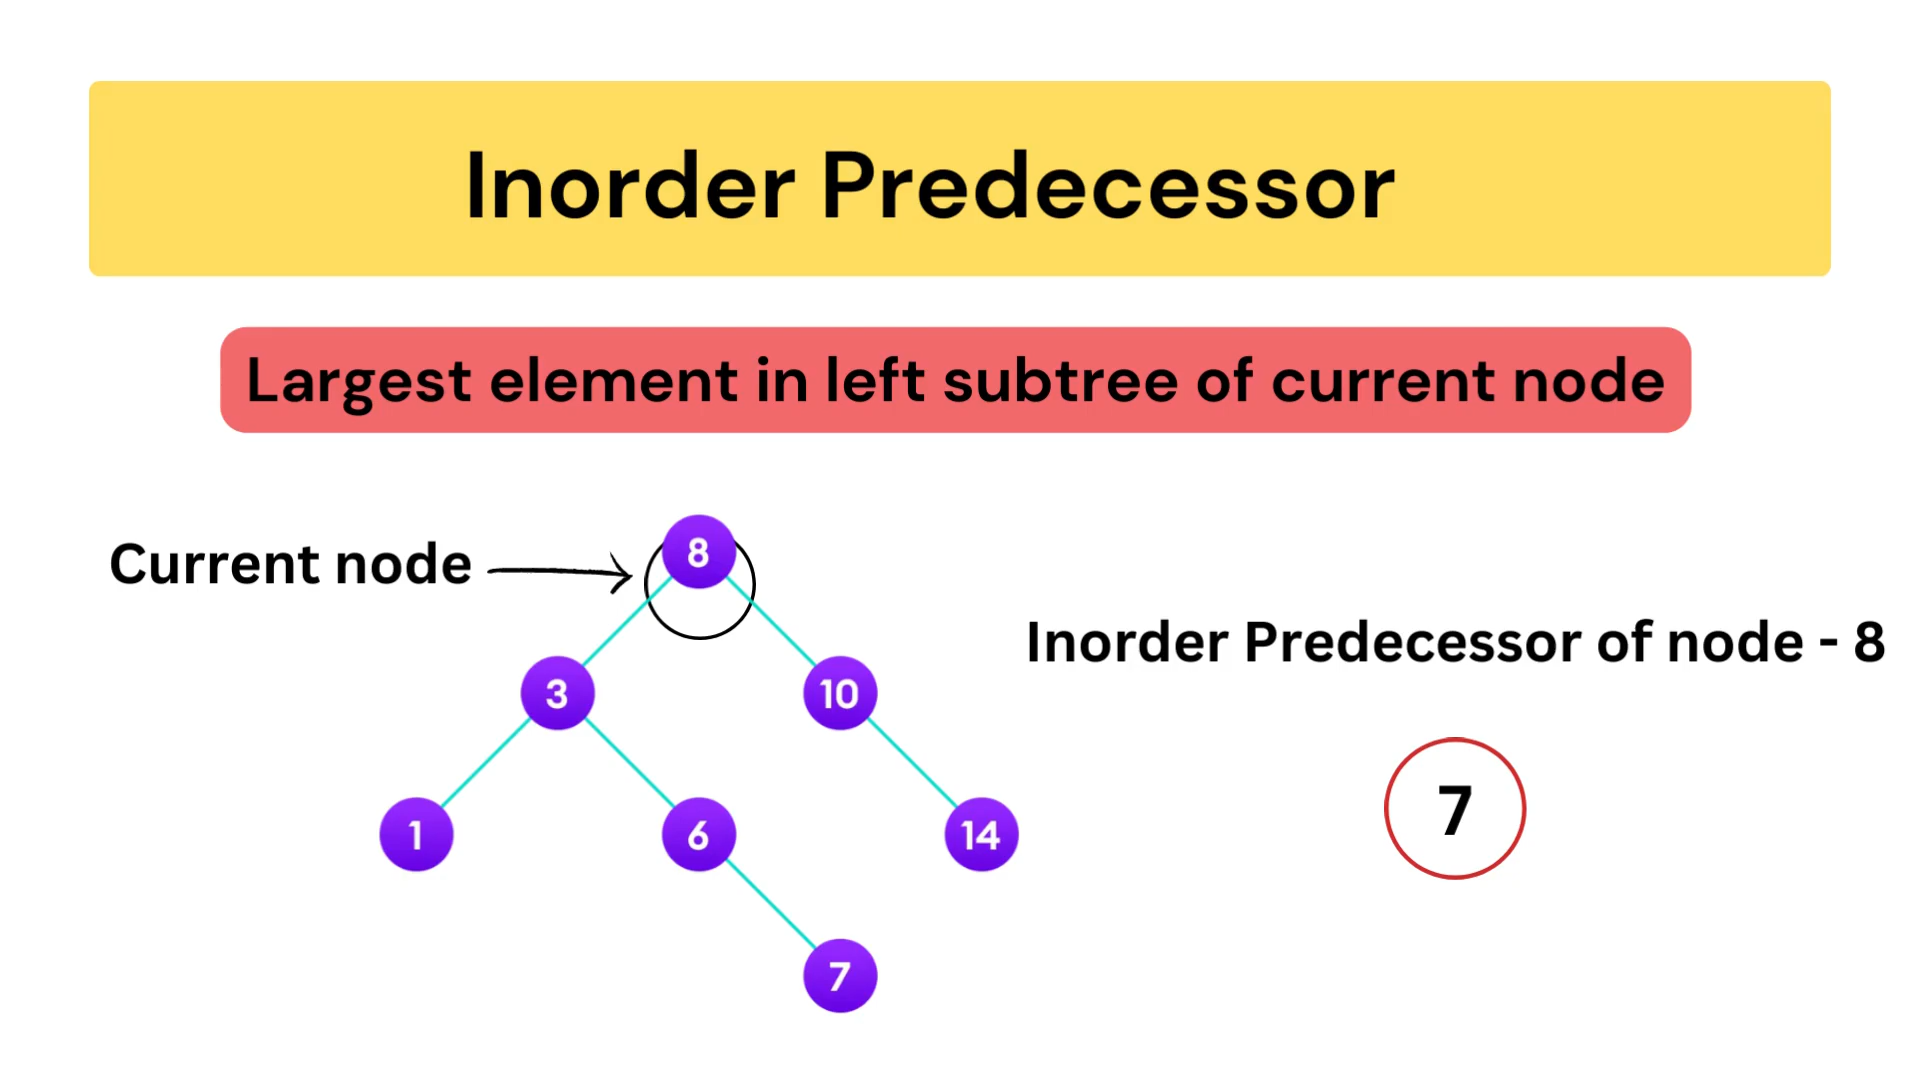 Inorder Predecessor
Largest element in left subtree of current node
Current node
8
3
10
1
6
14
7
Inorder Predecessor of node - 8
7